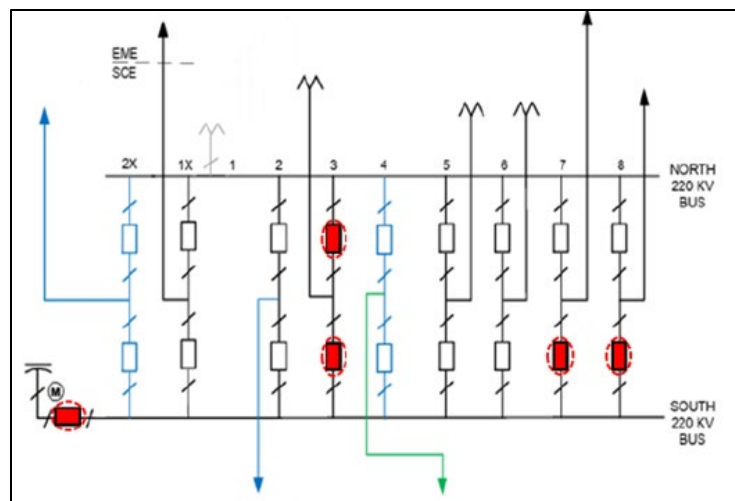 EME
SCE
2X 1X 1 2 3 4 5 6 7 8
NORTH
220 KV
BUS
M
SOUTH
220 KV
BUS